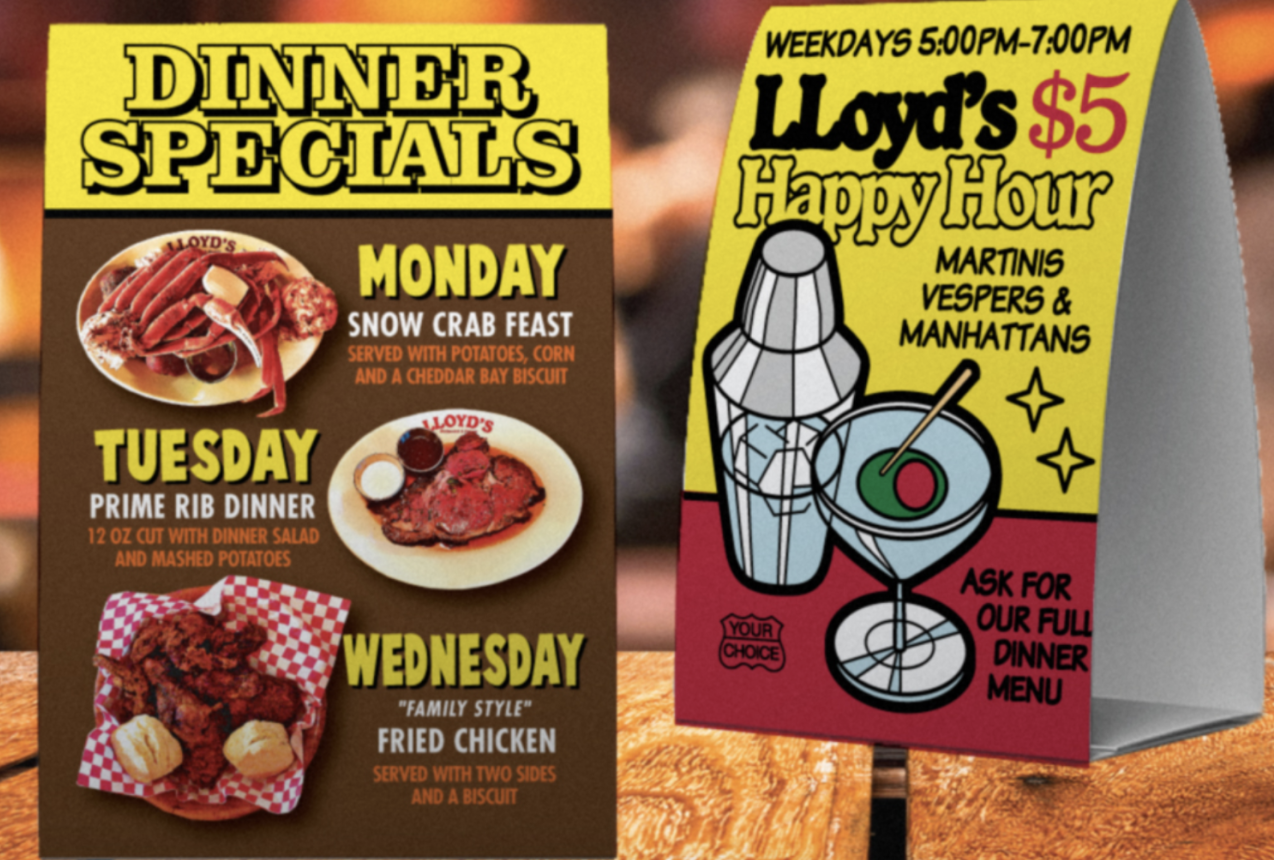 DINNER
SPECIALS
LLOYD'S
MONDAY
SNOW CRAB FEAST
SERVED WITH POTATOES, CORN
AND A CHEDDAR BAY BISCUIT
TUESDAY
PRIME RIB DINNER
12 OZ CUT WITH DINNER SALAD
AND MASHED POTATOES
LLOYD'S
WEDNESDAY
"FAMILY STYLE"
FRIED CHICKEN
SERVED WITH TWO SIDES
AND A BISCUIT
WEEKDAYS 5:00PM-7:00PM
LLoyd's $5
Happy Hour
MARTINIS
VESPERS &
MANHATTANS
YOUR
CHOICE
ASK FOR
OUR FULL
DINNER
MENU